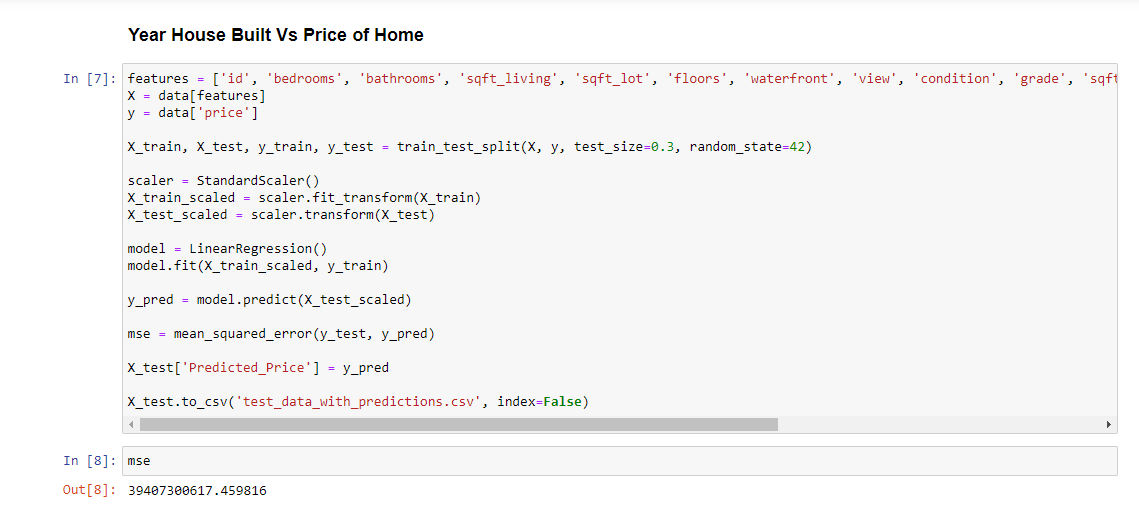 Year House Built Vs Price of Home
In [7]: features = ['id', 'bedrooms', 'bathrooms', 'sqft_living', 'sqft_lot', 'floors', 'waterfront', 'view', 'condition', 'grade', 'sqft
X = data[features]
y = data['price']
X_train, X_test, y_train, y_test = train_test_split(X, y, test_size=0.3, random_state=42)
scaler = StandardScaler()
X_train_scaled = scaler.fit_transform(X_train)
X_test_scaled = scaler.transform(X_test)
model = LinearRegression()
model.fit(X_train_scaled, y_train)
y_pred = model.predict(X_test_scaled)
mse = mean_squared_error(y_test, y_pred)
X_test['Predicted_Price'] = y_pred
X_test.to_csv('test_data_with_predictions.csv', index=False)
In [8]: mse
Out[8]: 39407300617.459816